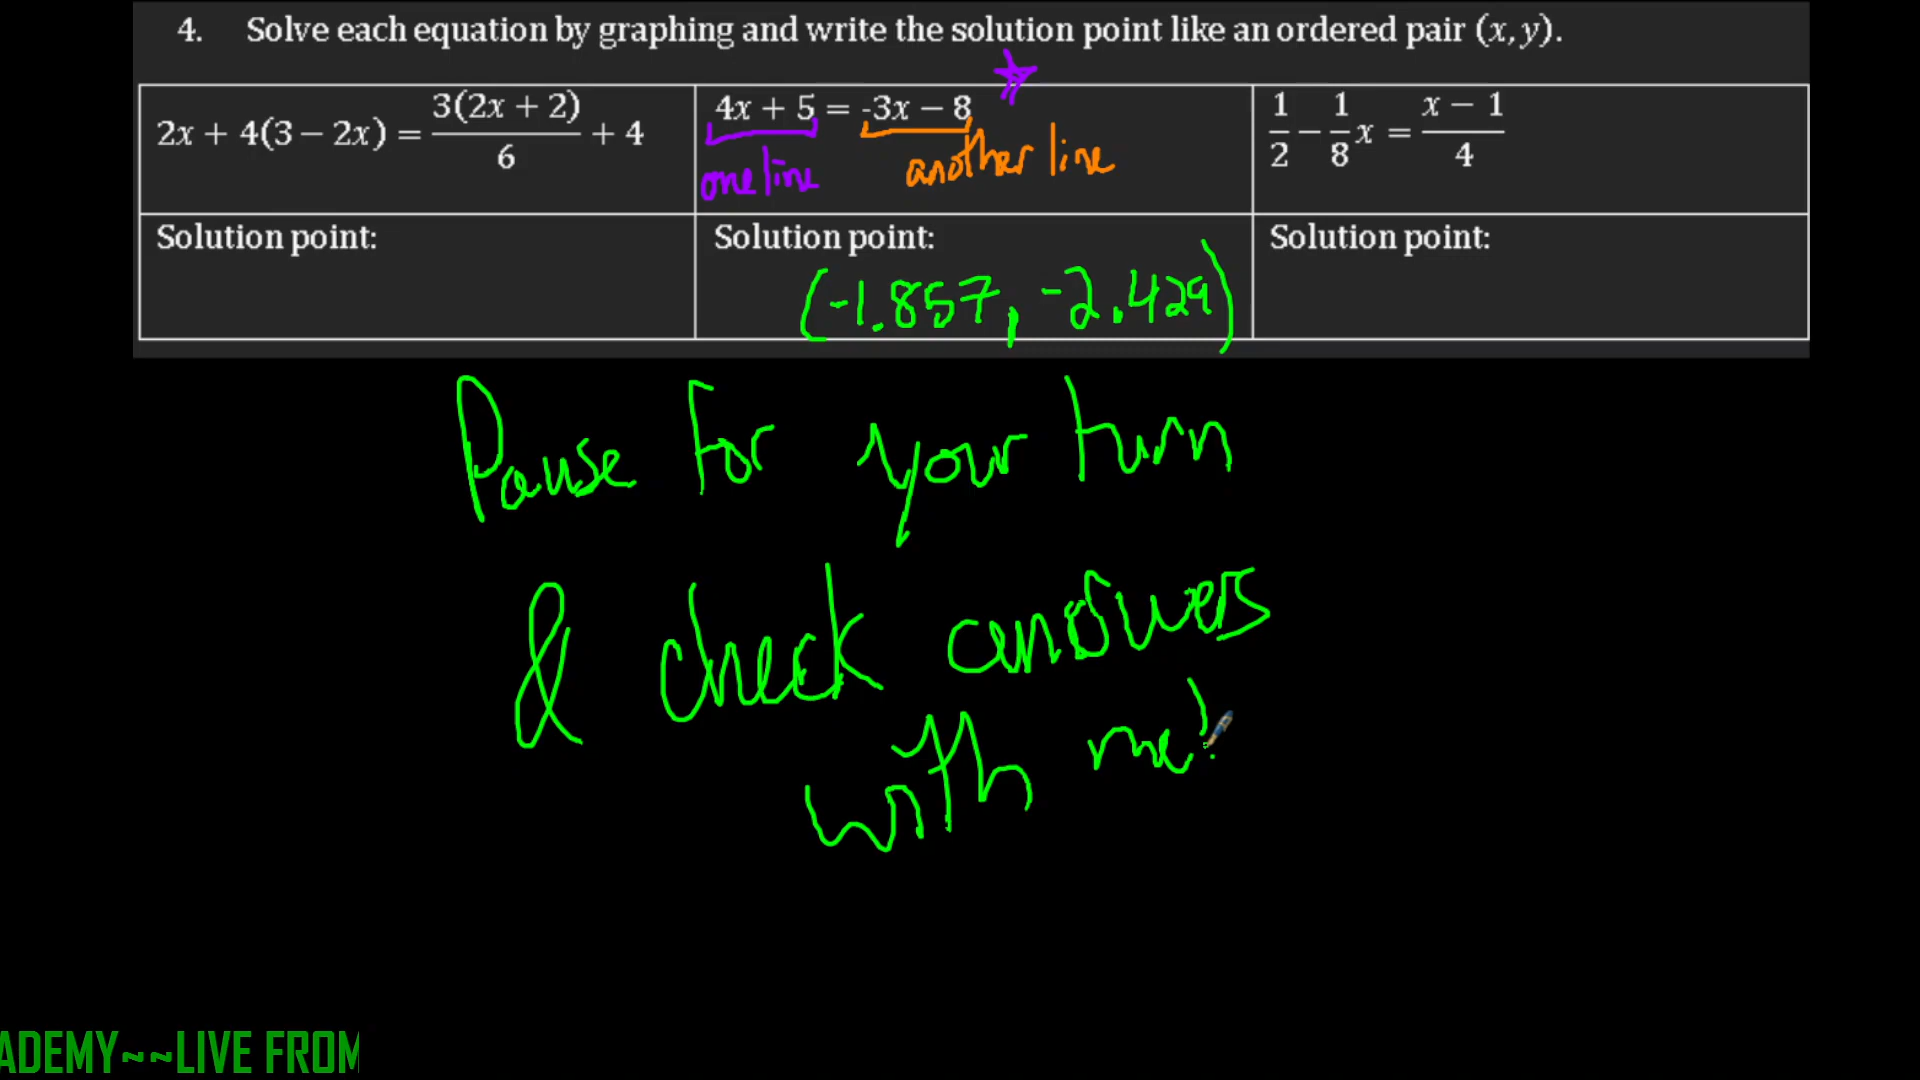 4. Solve each equation by graphing and write the solution point like an ordered pair (x, y).
2x + 4(3 − 2x) = 3(2x + 2)/6 + 4
4x + 5 = -3x − 8
one line
another line
1/2 − 1/8 x = (x − 1)/4
Solution point:
Solution point:
(-1.857, -2.429)
Solution point:
Pause for your turn
& check answers
with me!
ADEMY~~LIVE FROM